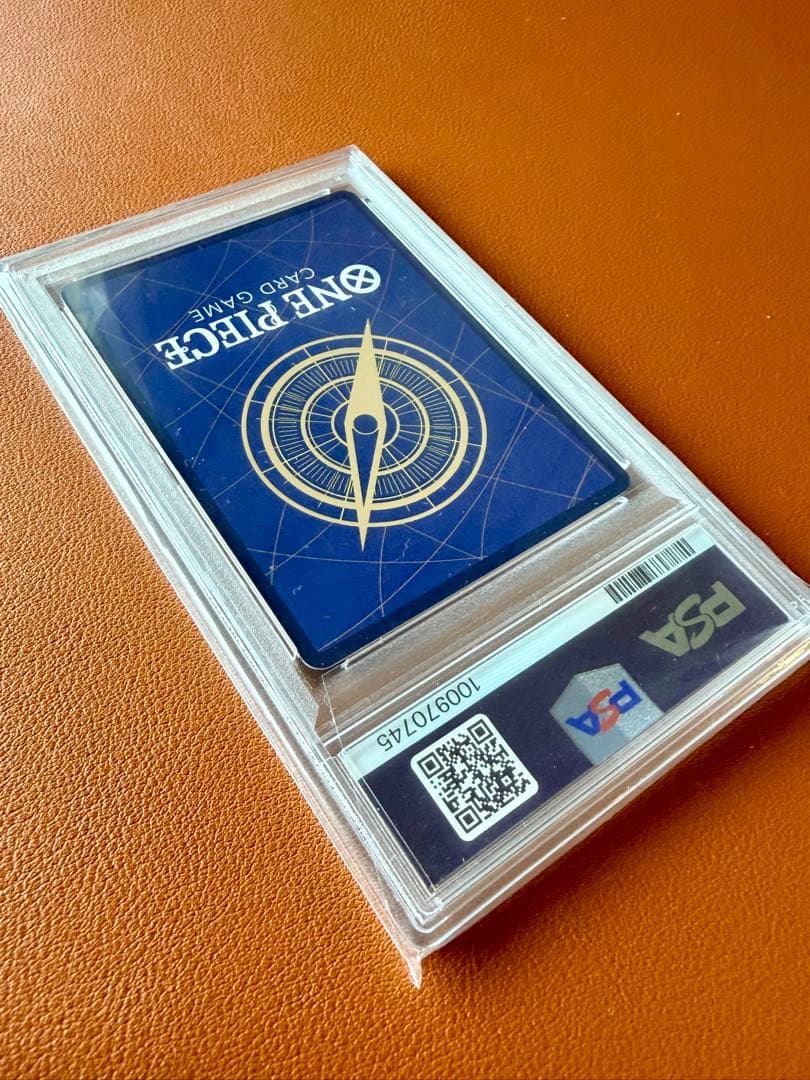 ONE PIECE
CARD GAME
100970745
PSA
PSA